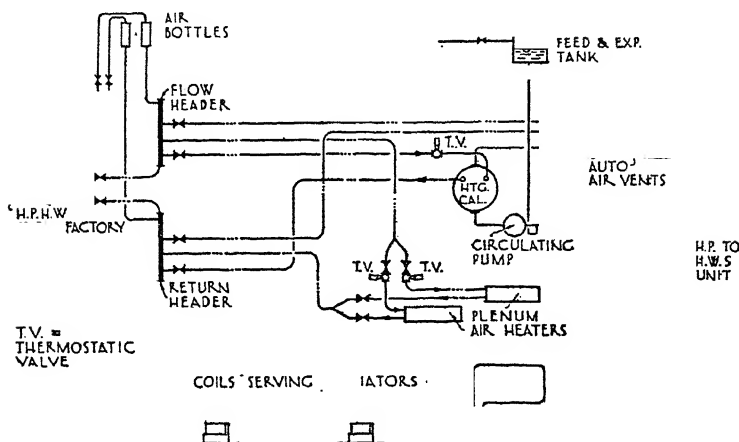 AIR
BOTTLES
FEED & EXP.
TANK
FLOW
HEADER
T.V.
AUTO
AIR VENTS
HTG.
CAL.
H.P.H.W
FACTORY
CIRCULATING
PUMP
H.P. TO
H.W.S
UNIT
T.V.
T.V.
RETURN
HEADER
PLENUM
AIR HEATERS
T.V. =
THERMOSTATIC
VALVE
COILS SERVING